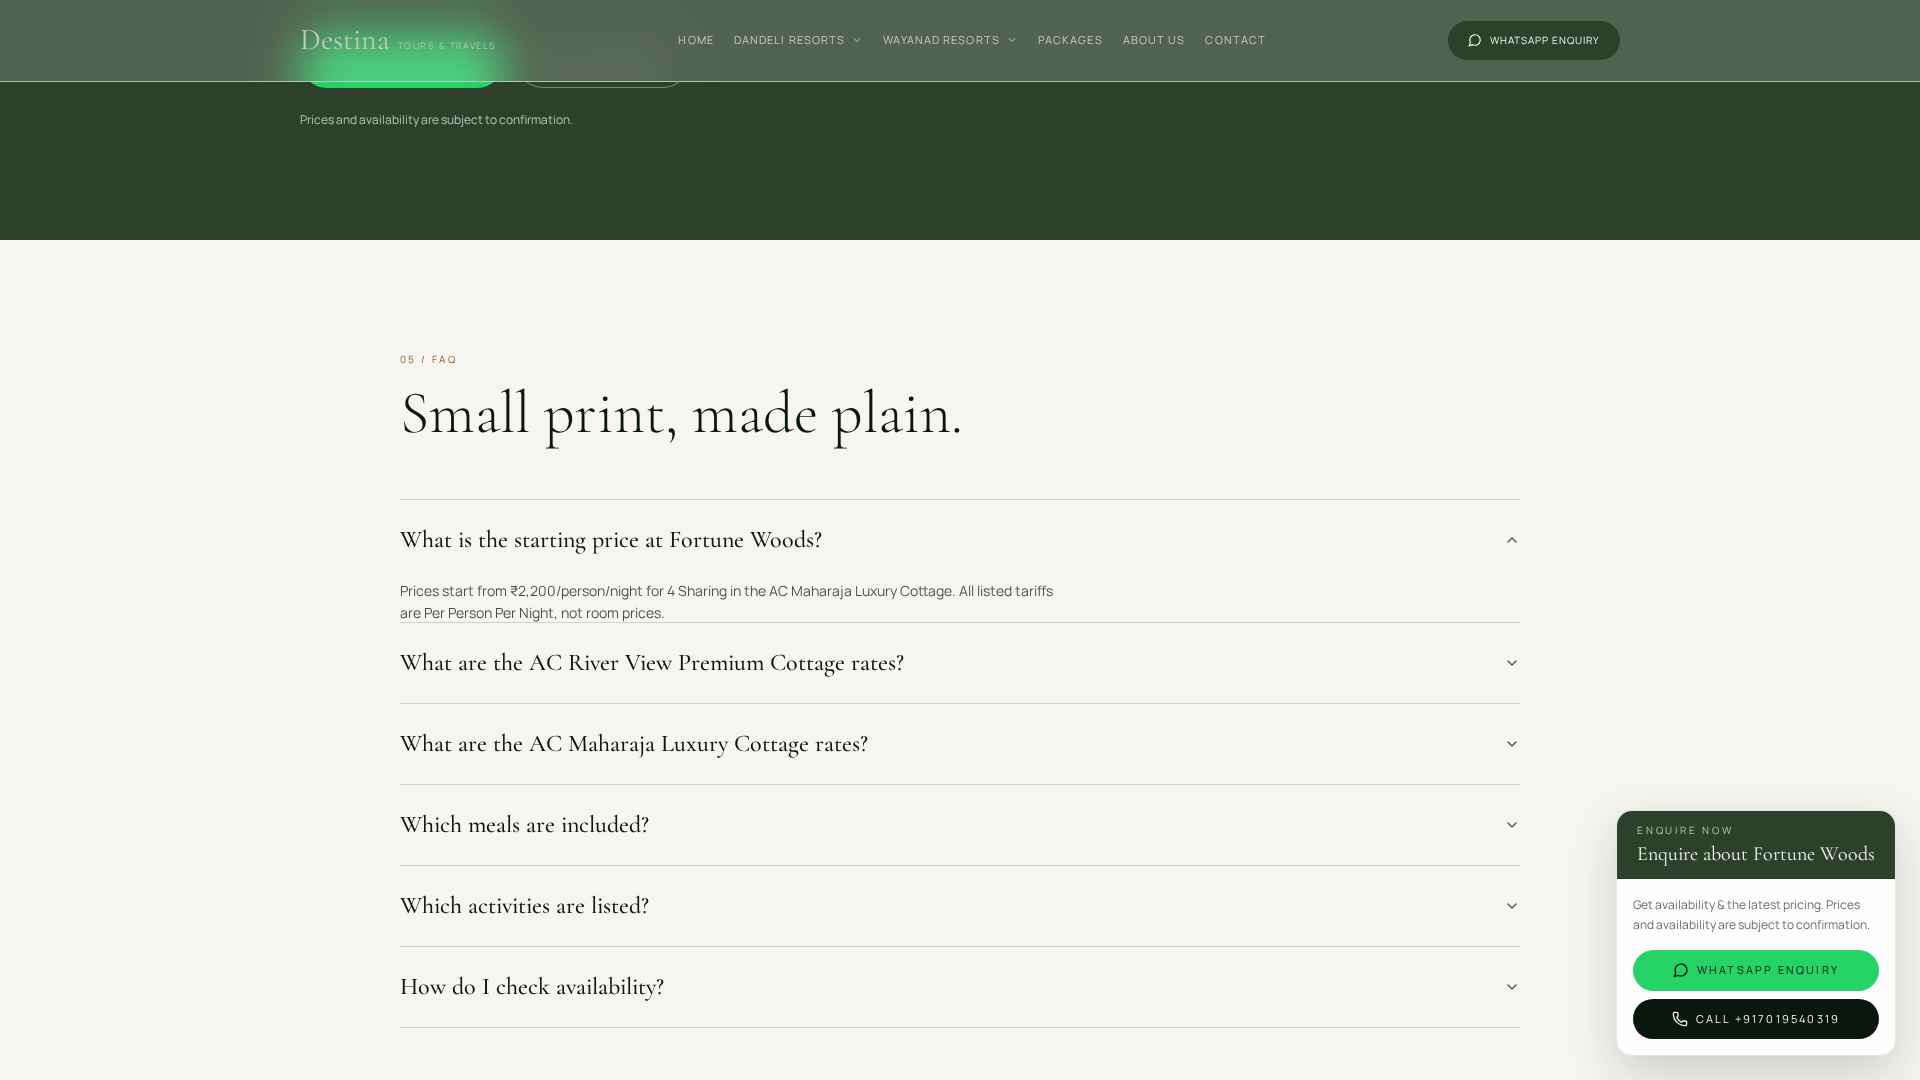 Destina TOURS & TRAVELS
HOME
DANDELI RESORTS
WAYANAD RESORTS
PACKAGES
ABOUT US
CONTACT
WHATSAPP ENQUIRY
Prices and availability are subject to confirmation.
05 / FAQ
Small print, made plain.
What is the starting price at Fortune Woods?
Prices start from ₹2,200/person/night for 4 Sharing in the AC Maharaja Luxury Cottage. All listed tariffs
are Per Person Per Night, not room prices.
What are the AC River View Premium Cottage rates?
What are the AC Maharaja Luxury Cottage rates?
Which meals are included?
Which activities are listed?
How do I check availability?
ENQUIRE NOW
Enquire about Fortune Woods
Get availability & the latest pricing. Prices
and availability are subject to confirmation.
WHATSAPP ENQUIRY
CALL +917019540319